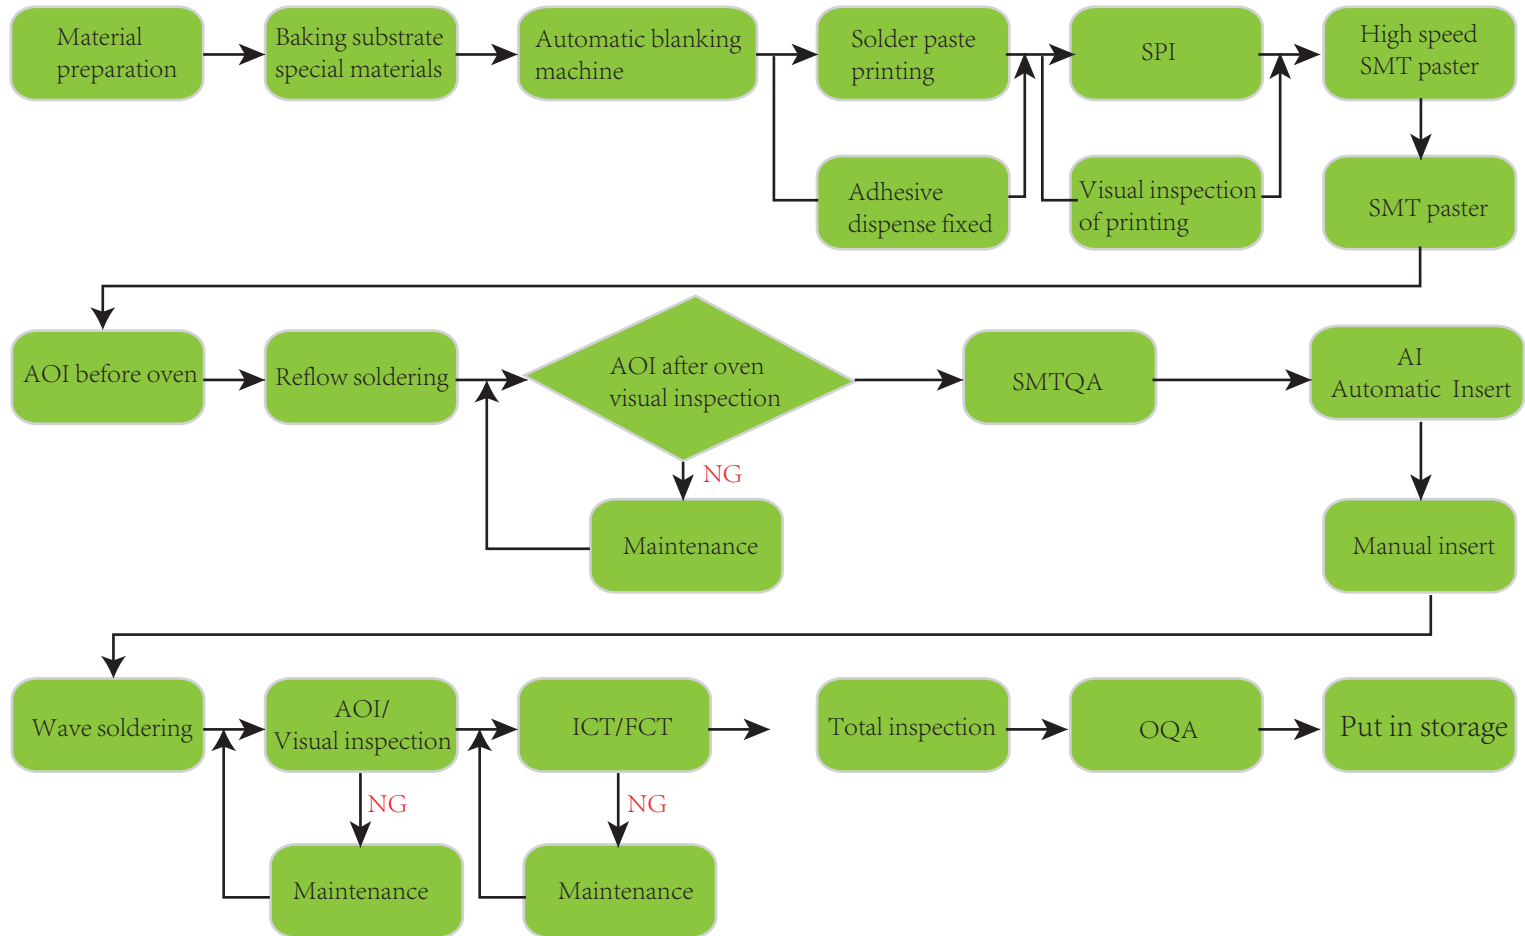 Material
preparation
Baking substrate
special materials
Automatic blanking
machine
Solder paste
printing
SPI
High speed
SMT paster
Adhesive
dispense fixed
Visual inspection
of printing
SMT paster
AOI before oven
Reflow soldering
AOI after oven
visual inspection
SMTQA
AI
Automatic Insert
NG
Maintenance
Manual insert
Wave soldering
AOI/
Visual inspection
ICT/FCT
Total inspection
OQA
Put in storage
NG
NG
Maintenance
Maintenance